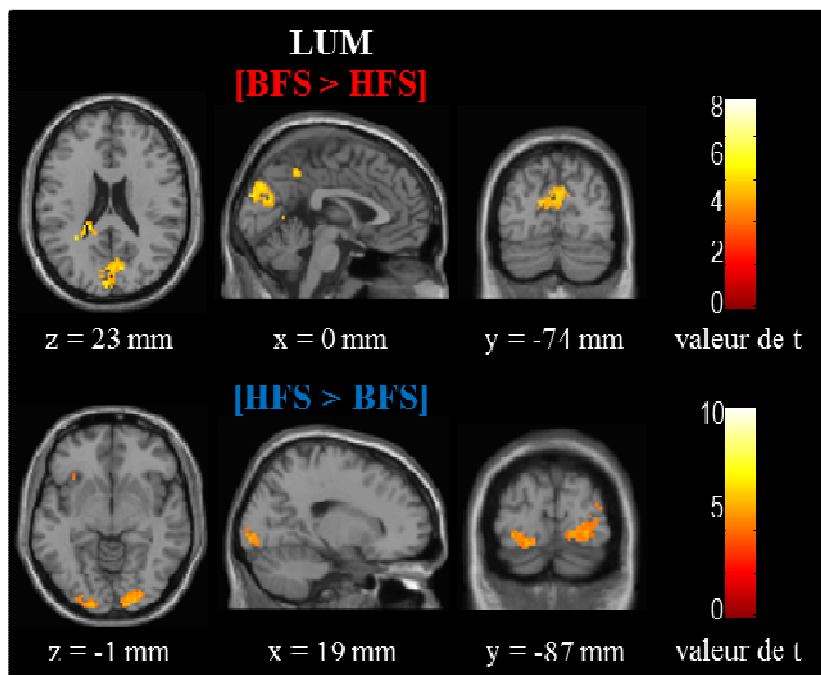 LUM
[BFS > HFS]
8
6
4
2
0
z = 23 mm
x = 0 mm
y = -74 mm
valeur de t
[HFS > BFS]
10
5
0
z = -1 mm
x = 19 mm
y = -87 mm
valeur de t